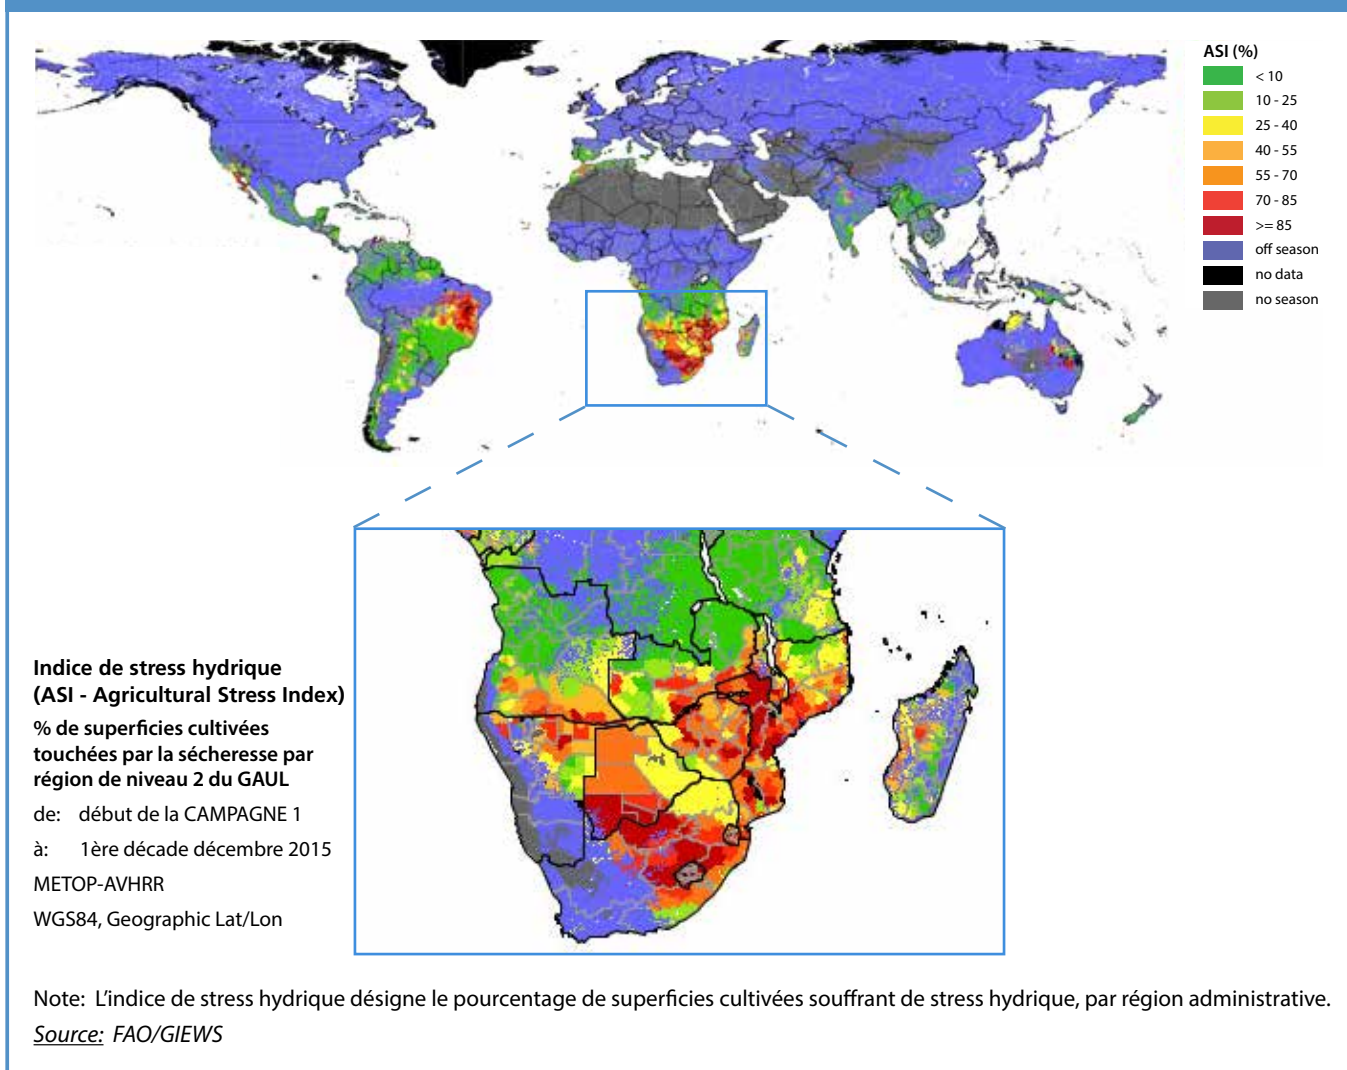 ASI (%)
< 10
10 - 25
25 - 40
40 - 55
55 - 70
70 - 85
>= 85
off season
no data
no season
Indice de stress hydrique
(ASI - Agricultural Stress Index)
% de superficies cultivées
touchées par la sécheresse par
région de niveau 2 du GAUL
de: début de la CAMPAGNE 1
à: 1ère décade décembre 2015
METOP-AVHRR
WGS84, Geographic Lat/Lon
Note: L'indice de stress hydrique désigne le pourcentage de superficies cultivées souffrant de stress hydrique, par région administrative.
Source: FAO/GIEWS